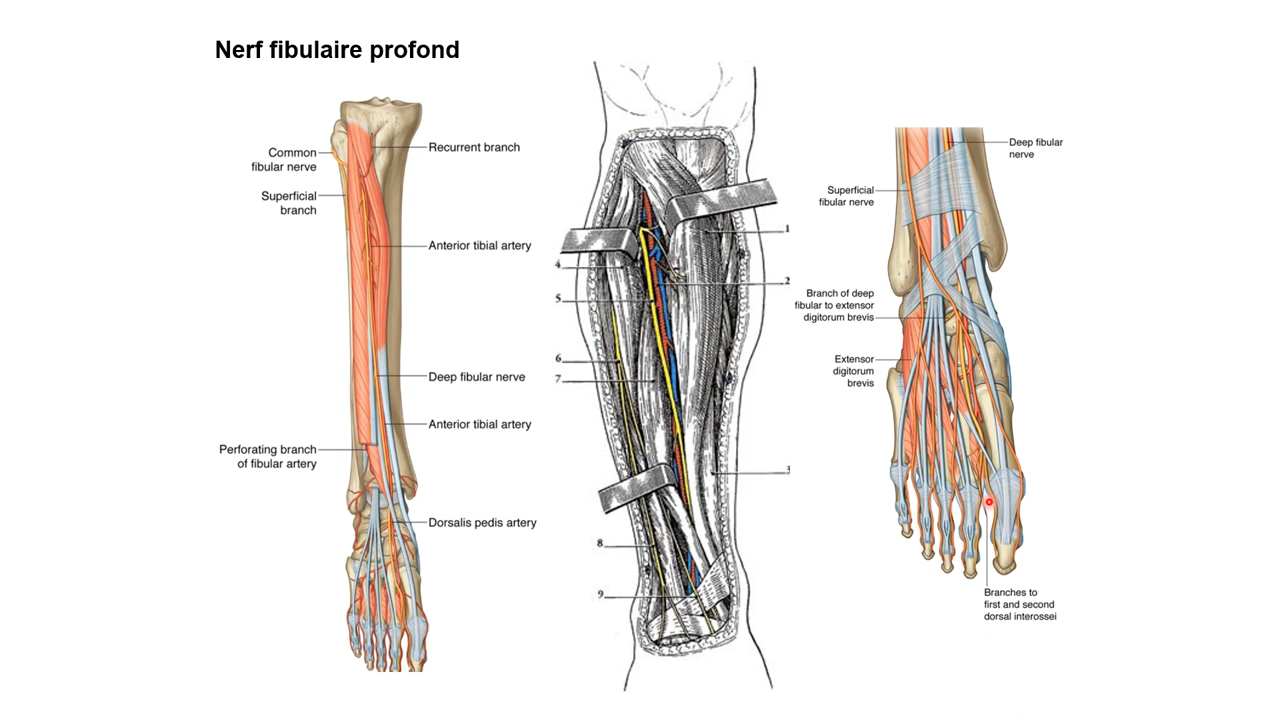 Nerf fibulaire profond
Common
fibular nerve
Superficial
branch
Recurrent branch
Anterior tibial artery
Deep fibular nerve
Anterior tibial artery
Perforating branch
of fibular artery
Dorsalis pedis artery
1
2
3
4
5
6
7
8
9
Deep fibular
nerve
Superficial
fibular nerve
Branch of deep
fibular to extensor
digitorum brevis
Extensor
digitorum
brevis
Branches to
first and second
dorsal interossei